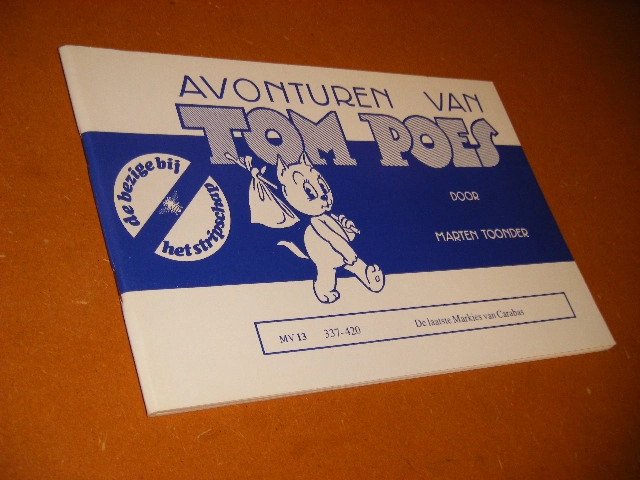 AVONTUREN VAN
TOM POES
DOOR
MARTEN TOONDER
de bezige bij
het stripschap
MV 13 337-420 De laatste Markies van Carabas